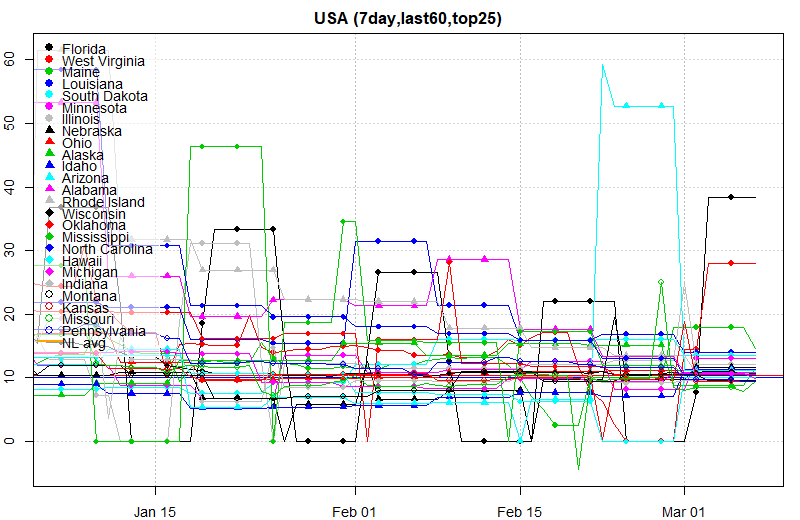 USA (7day,last60,top25)
60
50
40
30
20
10
0
Florida
West Virginia
Maine
Louisiana
South Dakota
Minnesota
Illinois
Nebraska
Ohio
Alaska
Idaho
Arizona
Alabama
Rhode Island
Wisconsin
Oklahoma
Mississippi
North Carolina
Hawaii
Michigan
Indiana
Montana
Kansas
Missouri
Pennsylvania
NL avg
Jan 15
Feb 01
Feb 15
Mar 01